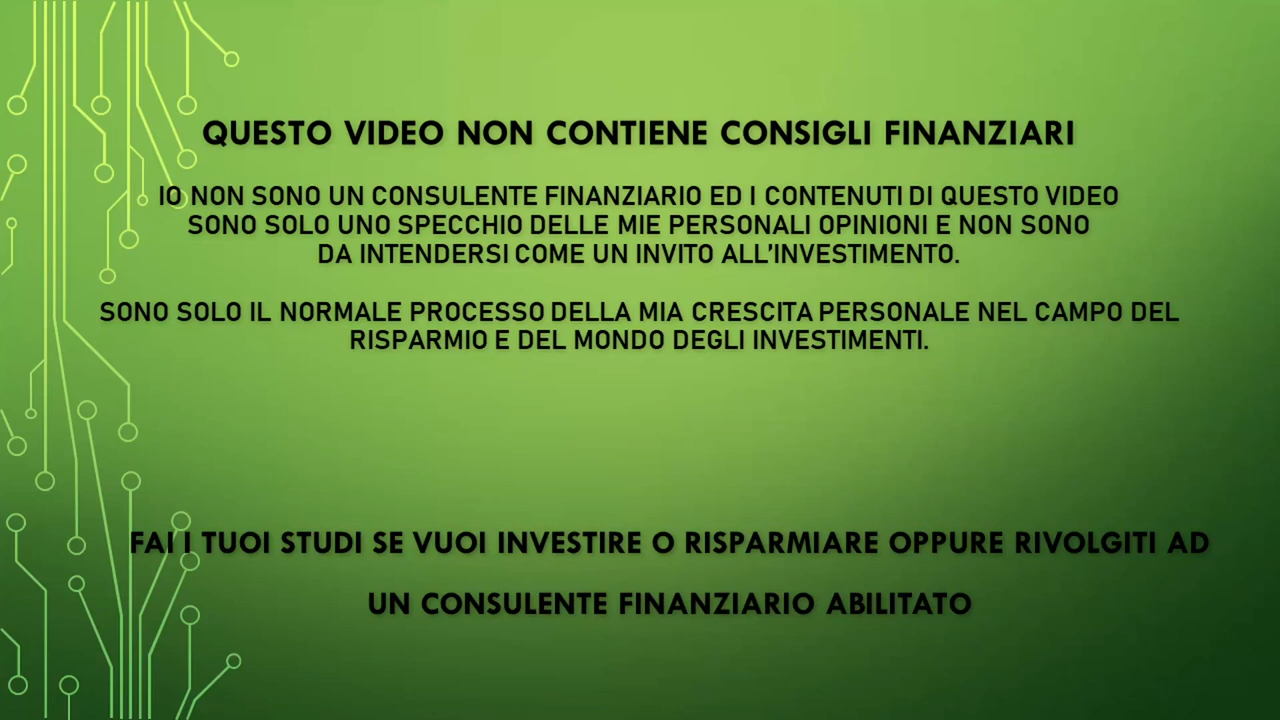 QUESTO VIDEO NON CONTIENE CONSIGLI FINANZIARI
IO NON SONO UN CONSULENTE FINANZIARIO ED I CONTENUTI DI QUESTO VIDEO
SONO SOLO UNO SPECCHIO DELLE MIE PERSONALI OPINIONI E NON SONO
DA INTENDERSI COME UN INVITO ALL'INVESTIMENTO.
SONO SOLO IL NORMALE PROCESSO DELLA MIA CRESCITA PERSONALE NEL CAMPO DEL
RISPARMIO E DEL MONDO DEGLI INVESTIMENTI.
FAI I TUOI STUDI SE VUOI INVESTIRE O RISPARMIARE OPPURE RIVOLGITI AD
UN CONSULENTE FINANZIARIO ABILITATO